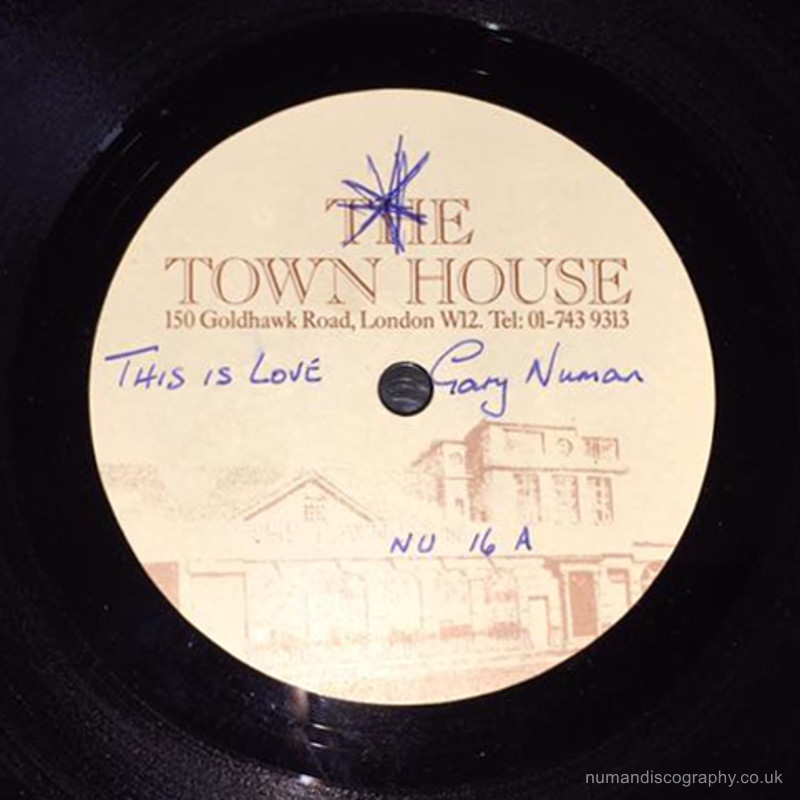 THE
TOWN HOUSE
150 Goldhawk Road, London W12. Tel: 01-743 9313
THIS IS LOVE Gary Numan
NU 16 A
numandiscography.co.uk